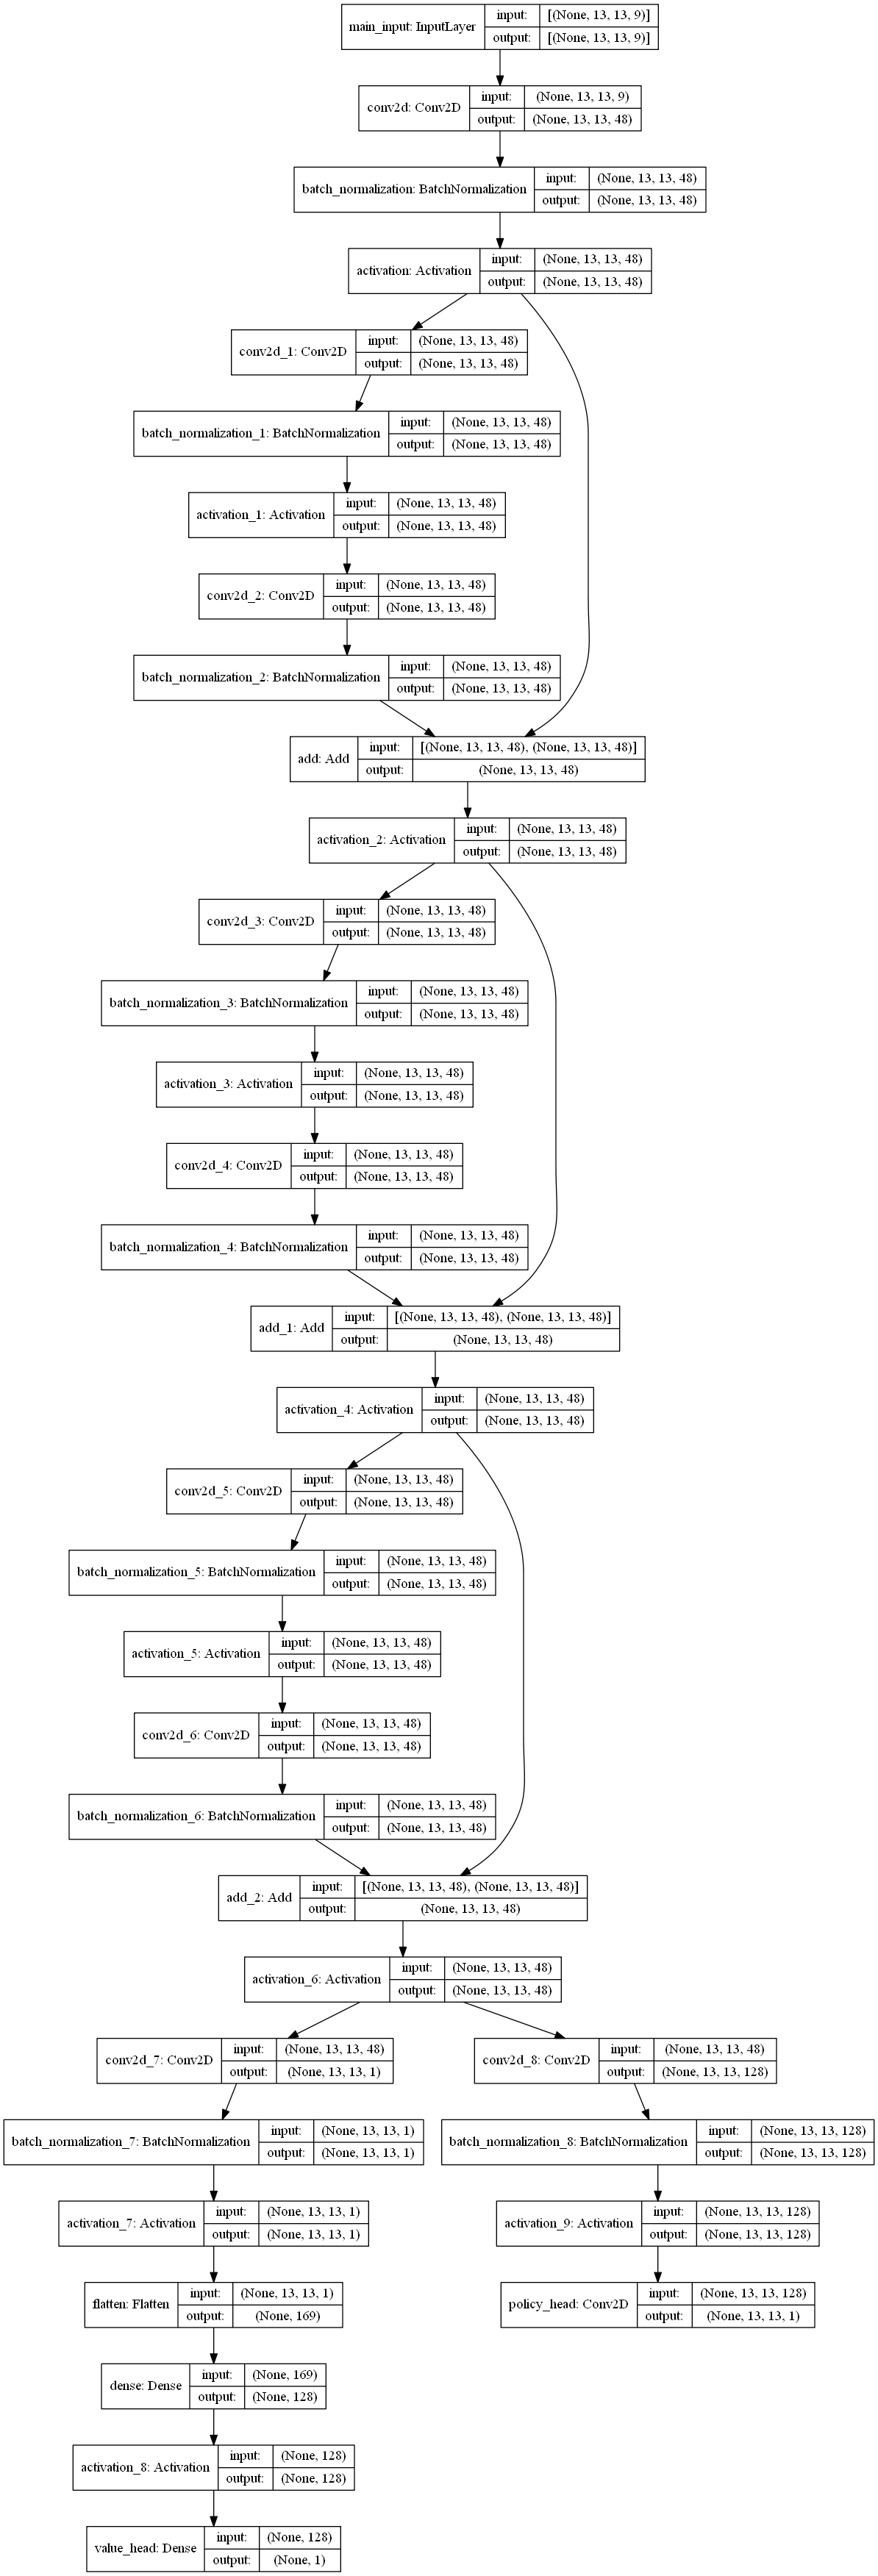 main_input: InputLayer
input: [(None, 13, 13, 9)]
output: [(None, 13, 13, 9)]
conv2d: Conv2D
input: (None, 13, 13, 9)
output: (None, 13, 13, 48)
batch_normalization: BatchNormalization
input: (None, 13, 13, 48)
output: (None, 13, 13, 48)
activation: Activation
input: (None, 13, 13, 48)
output: (None, 13, 13, 48)
conv2d_1: Conv2D
input: (None, 13, 13, 48)
output: (None, 13, 13, 48)
batch_normalization_1: BatchNormalization
input: (None, 13, 13, 48)
output: (None, 13, 13, 48)
activation_1: Activation
input: (None, 13, 13, 48)
output: (None, 13, 13, 48)
conv2d_2: Conv2D
input: (None, 13, 13, 48)
output: (None, 13, 13, 48)
batch_normalization_2: BatchNormalization
input: (None, 13, 13, 48)
output: (None, 13, 13, 48)
add: Add
input: [(None, 13, 13, 48), (None, 13, 13, 48)]
output: (None, 13, 13, 48)
activation_2: Activation
input: (None, 13, 13, 48)
output: (None, 13, 13, 48)
conv2d_3: Conv2D
input: (None, 13, 13, 48)
output: (None, 13, 13, 48)
batch_normalization_3: BatchNormalization
input: (None, 13, 13, 48)
output: (None, 13, 13, 48)
activation_3: Activation
input: (None, 13, 13, 48)
output: (None, 13, 13, 48)
conv2d_4: Conv2D
input: (None, 13, 13, 48)
output: (None, 13, 13, 48)
batch_normalization_4: BatchNormalization
input: (None, 13, 13, 48)
output: (None, 13, 13, 48)
add_1: Add
input: [(None, 13, 13, 48), (None, 13, 13, 48)]
output: (None, 13, 13, 48)
activation_4: Activation
input: (None, 13, 13, 48)
output: (None, 13, 13, 48)
conv2d_5: Conv2D
input: (None, 13, 13, 48)
output: (None, 13, 13, 48)
batch_normalization_5: BatchNormalization
input: (None, 13, 13, 48)
output: (None, 13, 13, 48)
activation_5: Activation
input: (None, 13, 13, 48)
output: (None, 13, 13, 48)
conv2d_6: Conv2D
input: (None, 13, 13, 48)
output: (None, 13, 13, 48)
batch_normalization_6: BatchNormalization
input: (None, 13, 13, 48)
output: (None, 13, 13, 48)
add_2: Add
input: [(None, 13, 13, 48), (None, 13, 13, 48)]
output: (None, 13, 13, 48)
activation_6: Activation
input: (None, 13, 13, 48)
output: (None, 13, 13, 48)
conv2d_7: Conv2D
input: (None, 13, 13, 48)
output: (None, 13, 13, 1)
conv2d_8: Conv2D
input: (None, 13, 13, 48)
output: (None, 13, 13, 128)
batch_normalization_7: BatchNormalization
input: (None, 13, 13, 1)
output: (None, 13, 13, 1)
batch_normalization_8: BatchNormalization
input: (None, 13, 13, 128)
output: (None, 13, 13, 128)
activation_7: Activation
input: (None, 13, 13, 1)
output: (None, 13, 13, 1)
activation_9: Activation
input: (None, 13, 13, 128)
output: (None, 13, 13, 128)
flatten: Flatten
input: (None, 13, 13, 1)
output: (None, 169)
policy_head: Conv2D
input: (None, 13, 13, 128)
output: (None, 13, 13, 1)
dense: Dense
input: (None, 169)
output: (None, 128)
activation_8: Activation
input: (None, 128)
output: (None, 128)
value_head: Dense
input: (None, 128)
output: (None, 1)